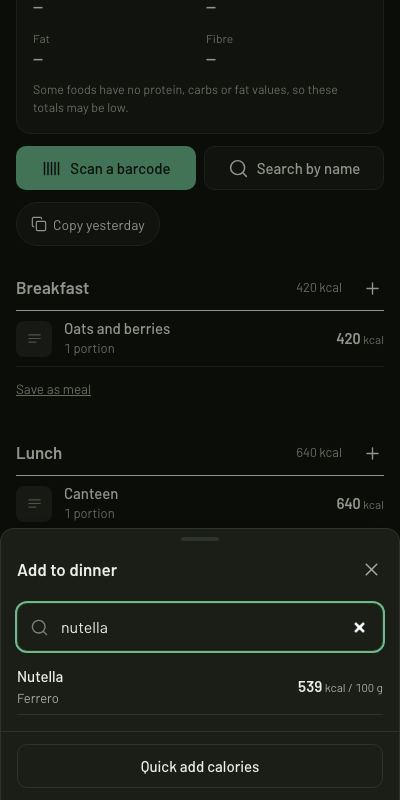 — —
Fat Fibre
— —
Some foods have no protein, carbs or fat values, so these
totals may be low.
Scan a barcode Search by name
Copy yesterday
Breakfast 420 kcal
Oats and berries
1 portion
420 kcal
Save as meal
Lunch 640 kcal
Canteen
1 portion
640 kcal
Add to dinner
nutella
Nutella
Ferrero
539 kcal / 100 g
Quick add calories